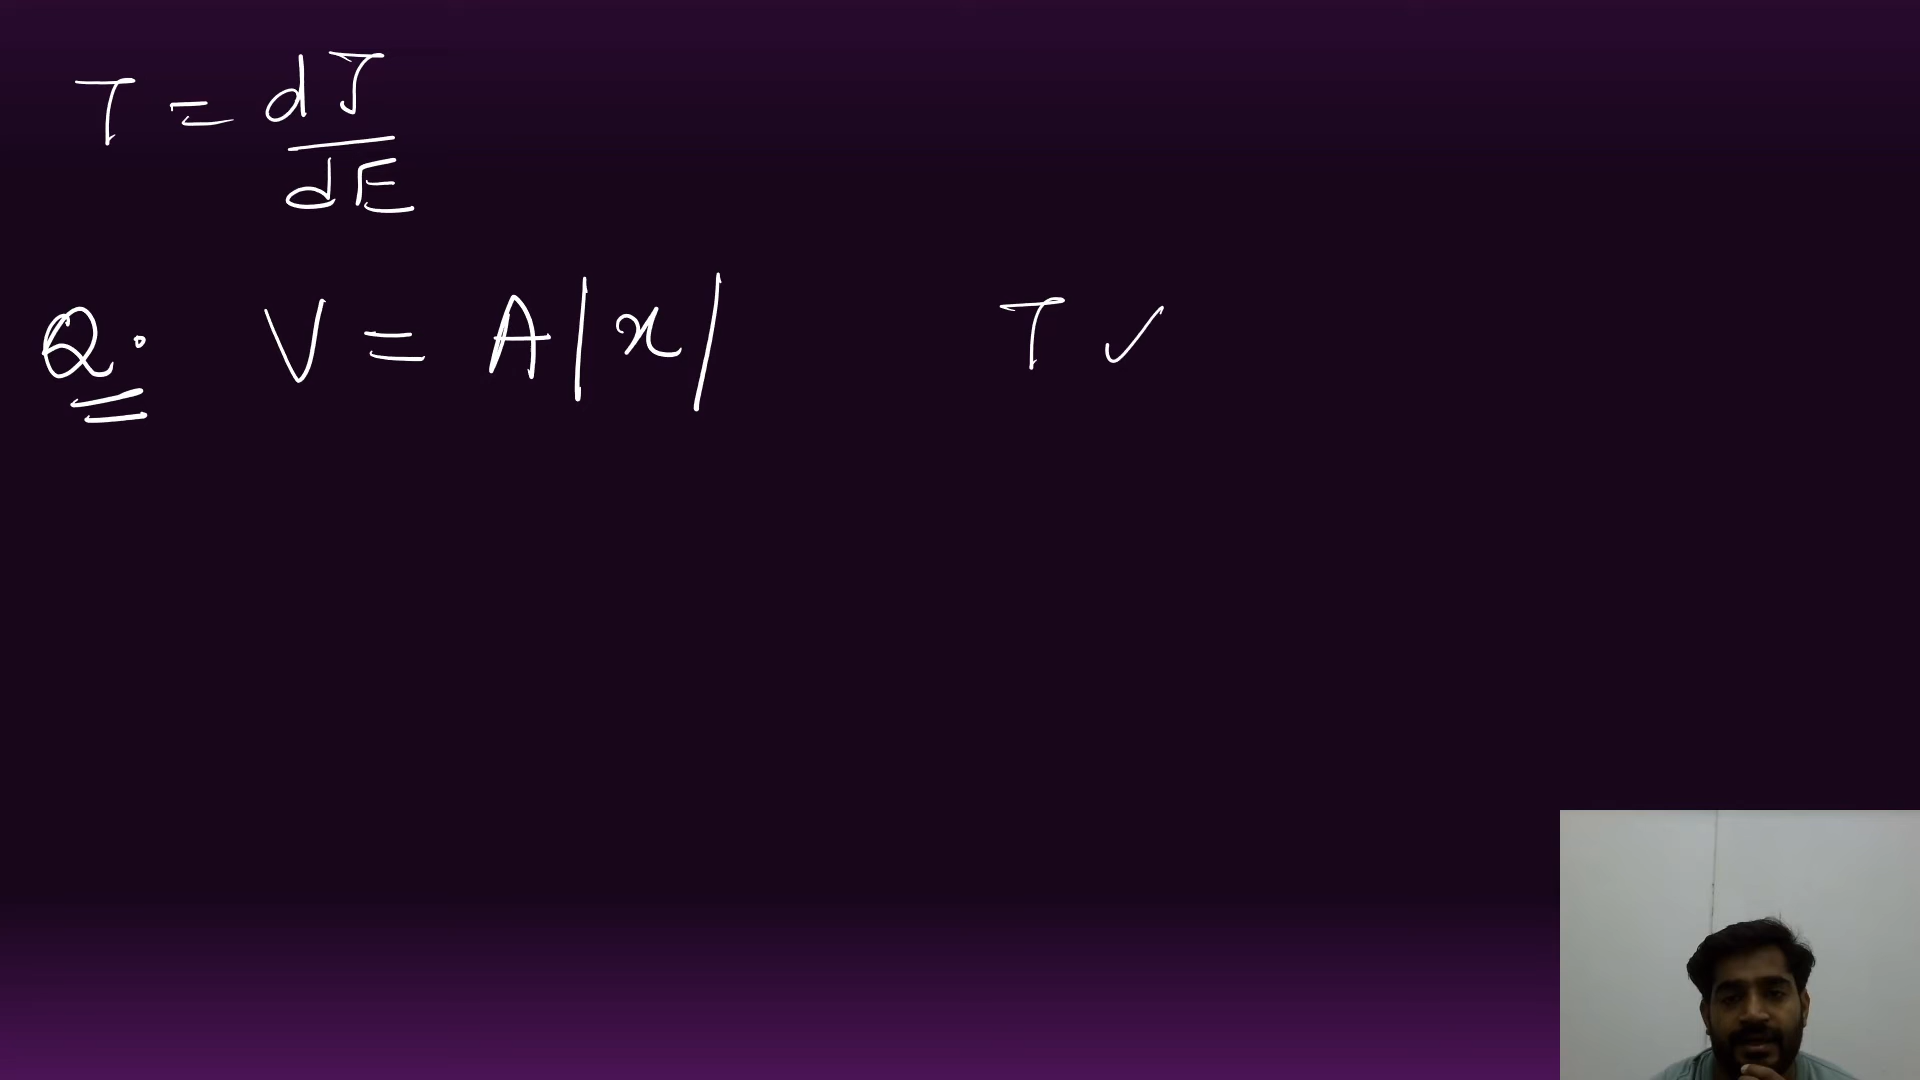 T = dJ/dE
Q. V = A|x| T ✓